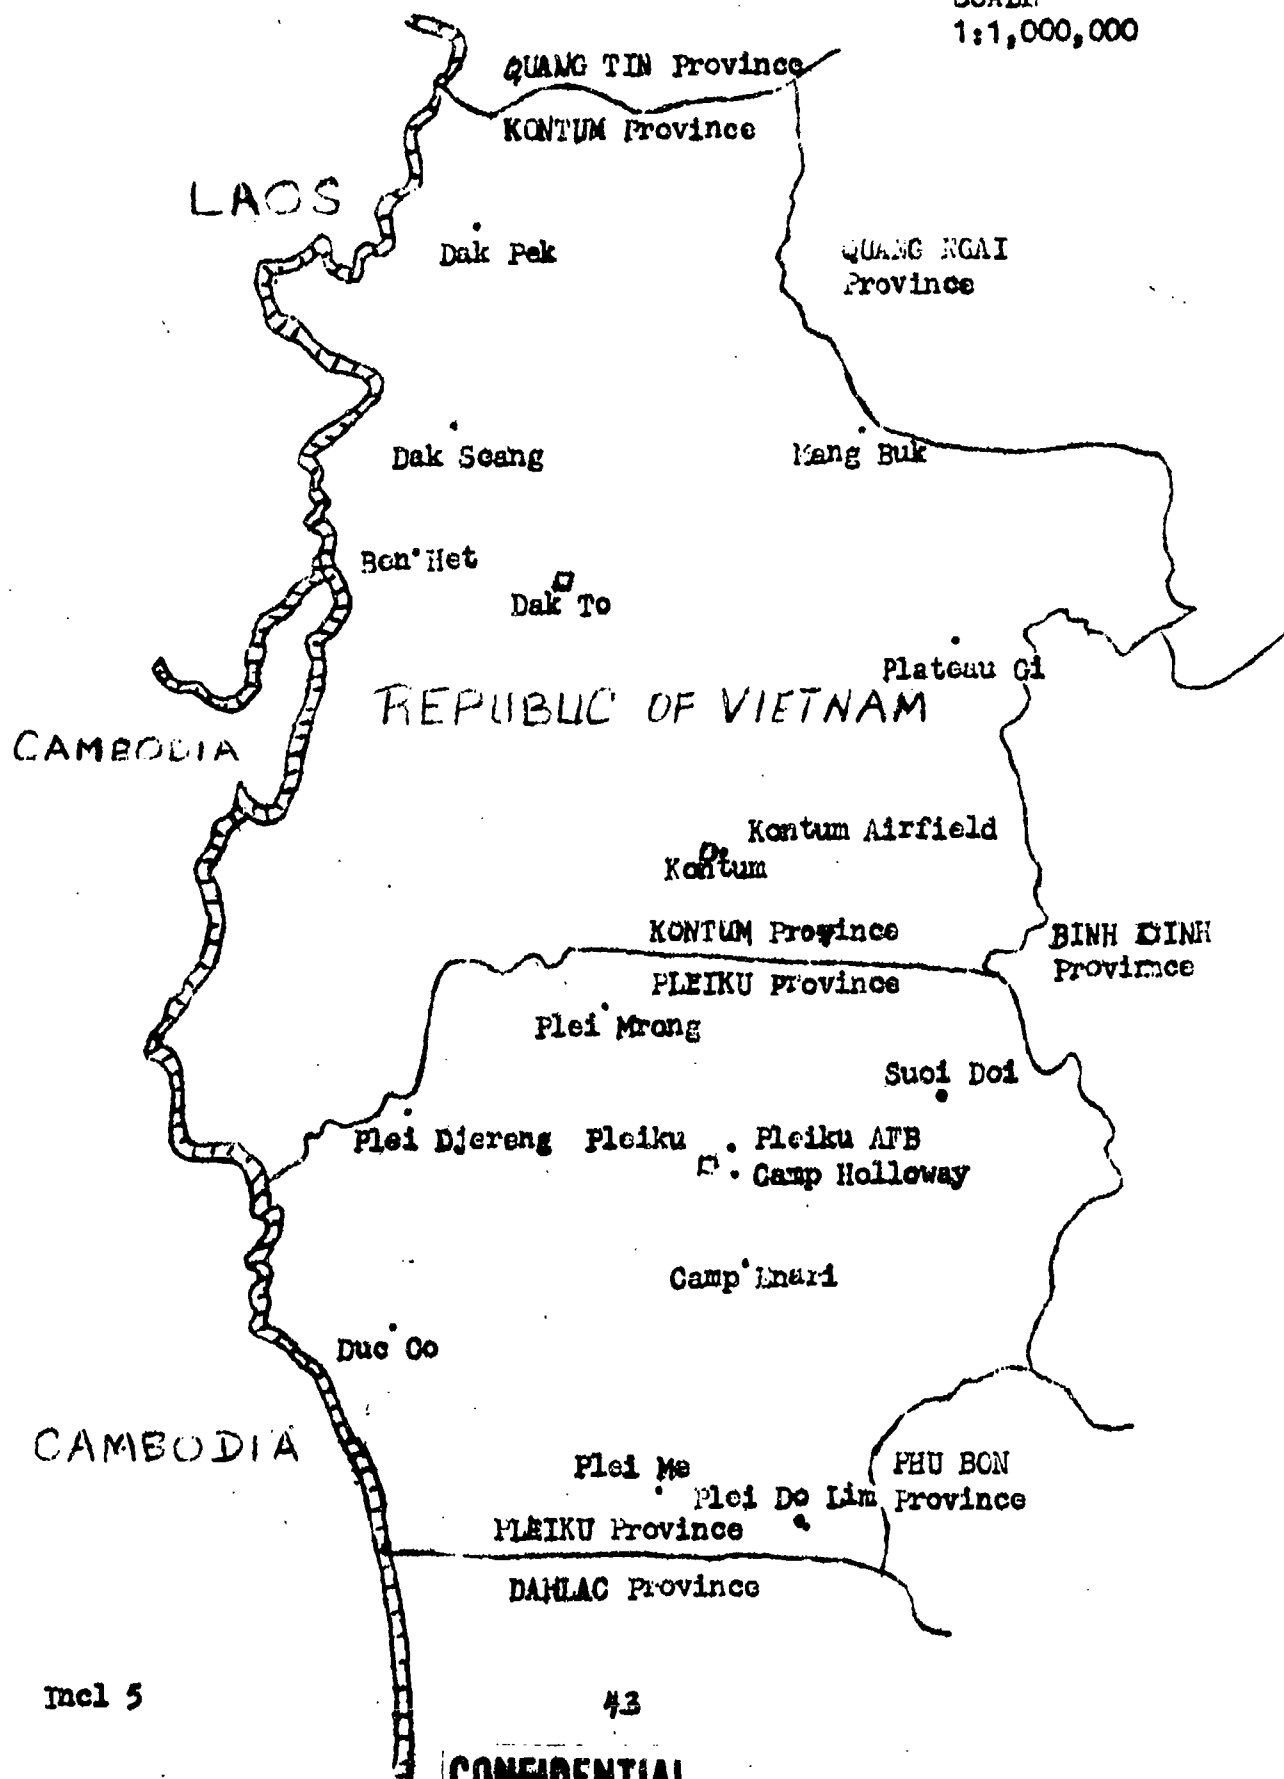 SCALE
1:1,000,000
QUANG TIN Province
KONTUM Province
LAOS
Dak Pek
QUANG NGAI
Province
Dak Seang
Mang Buk
Ben Het
Dak To
Plateau Gi
REPUBLIC OF VIETNAM
CAMBODIA
Kontum Airfield
Kontum
KONTUM Province
BINH DINH
Province
PLEIKU Province
Plei Mrong
Suoi Doi
Plei Djereng Pleiku Pleiku AFB
Camp Holloway
Camp Enari
Duc Co
CAMBODIA
Plei Me
PHU BON
Plei Do Lim Province
PLEIKU Province
DARLAC Province
Incl 5
43
CONFIDENTIAL